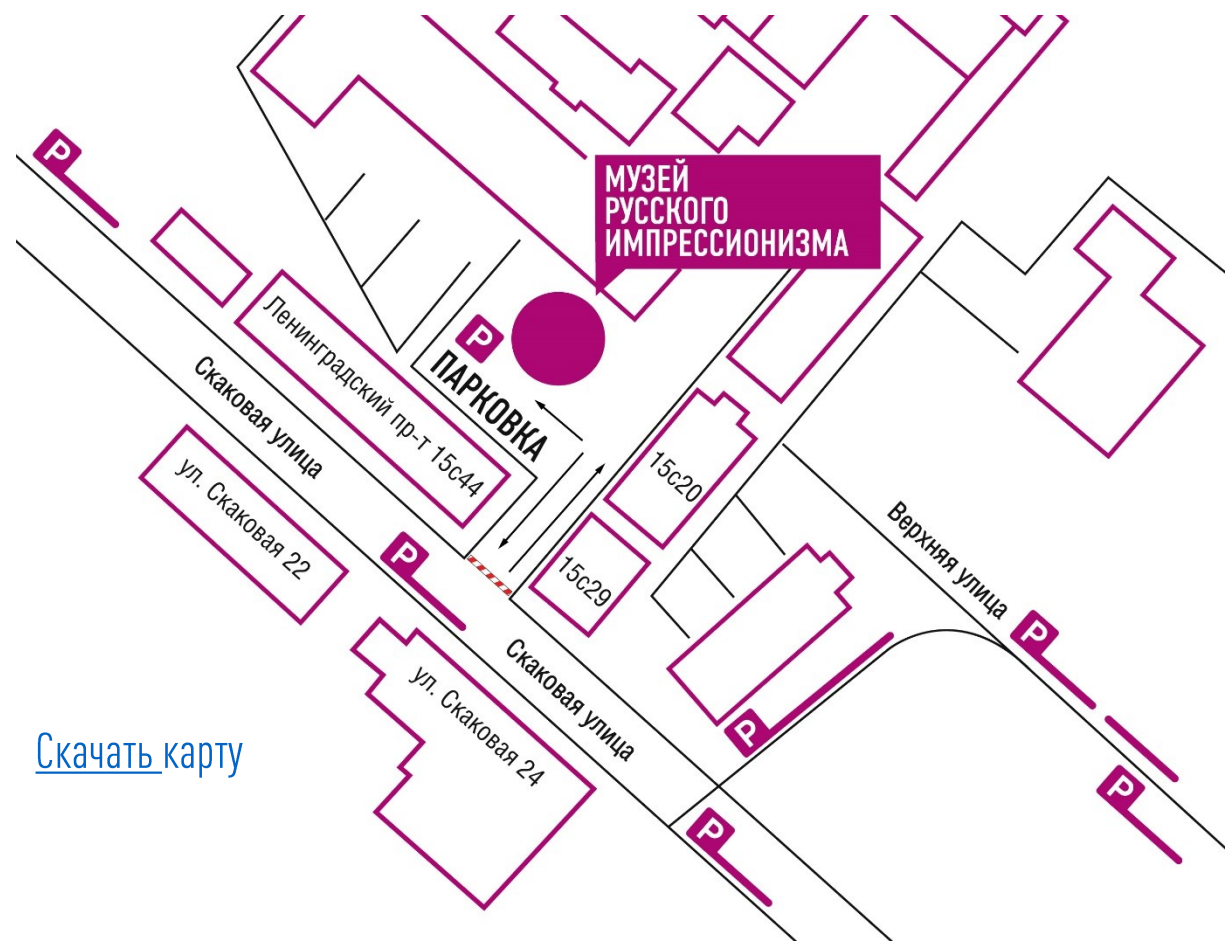 P
МУЗЕЙ
РУССКОГО
ИМПРЕССИОНИЗМА
Ленинградский пр-т 15с44
P
ПАРКОВКА
Скаковая улица
ул. Скаковая 22
15с20
15с29
P
Верхняя улица
P
Скаковая улица
ул. Скаковая 24
P
P
P
Скачать карту